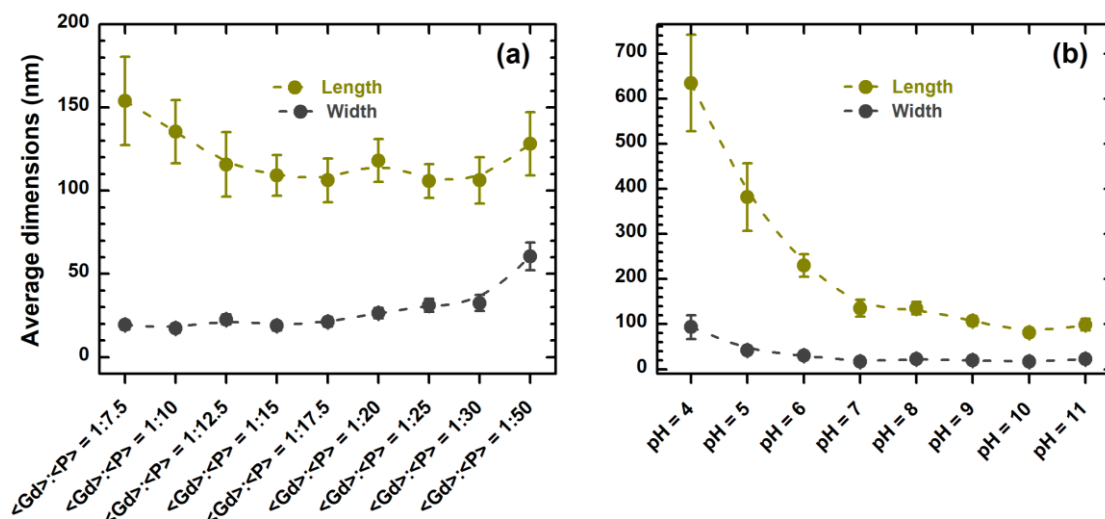 Average dimensions (nm)
200
150
100
50
0
(a)
Length
Width
<Gd>:<P> = 1:7.5
<Gd>:<P> = 1:10
<Gd>:<P> = 1:12.5
<Gd>:<P> = 1:15
<Gd>:<P> = 1:17.5
<Gd>:<P> = 1:20
<Gd>:<P> = 1:25
<Gd>:<P> = 1:30
<Gd>:<P> = 1:50
700
600
500
400
300
200
100
0
(b)
Length
Width
pH = 4
pH = 5
pH = 6
pH = 7
pH = 8
pH = 9
pH = 10
pH = 11